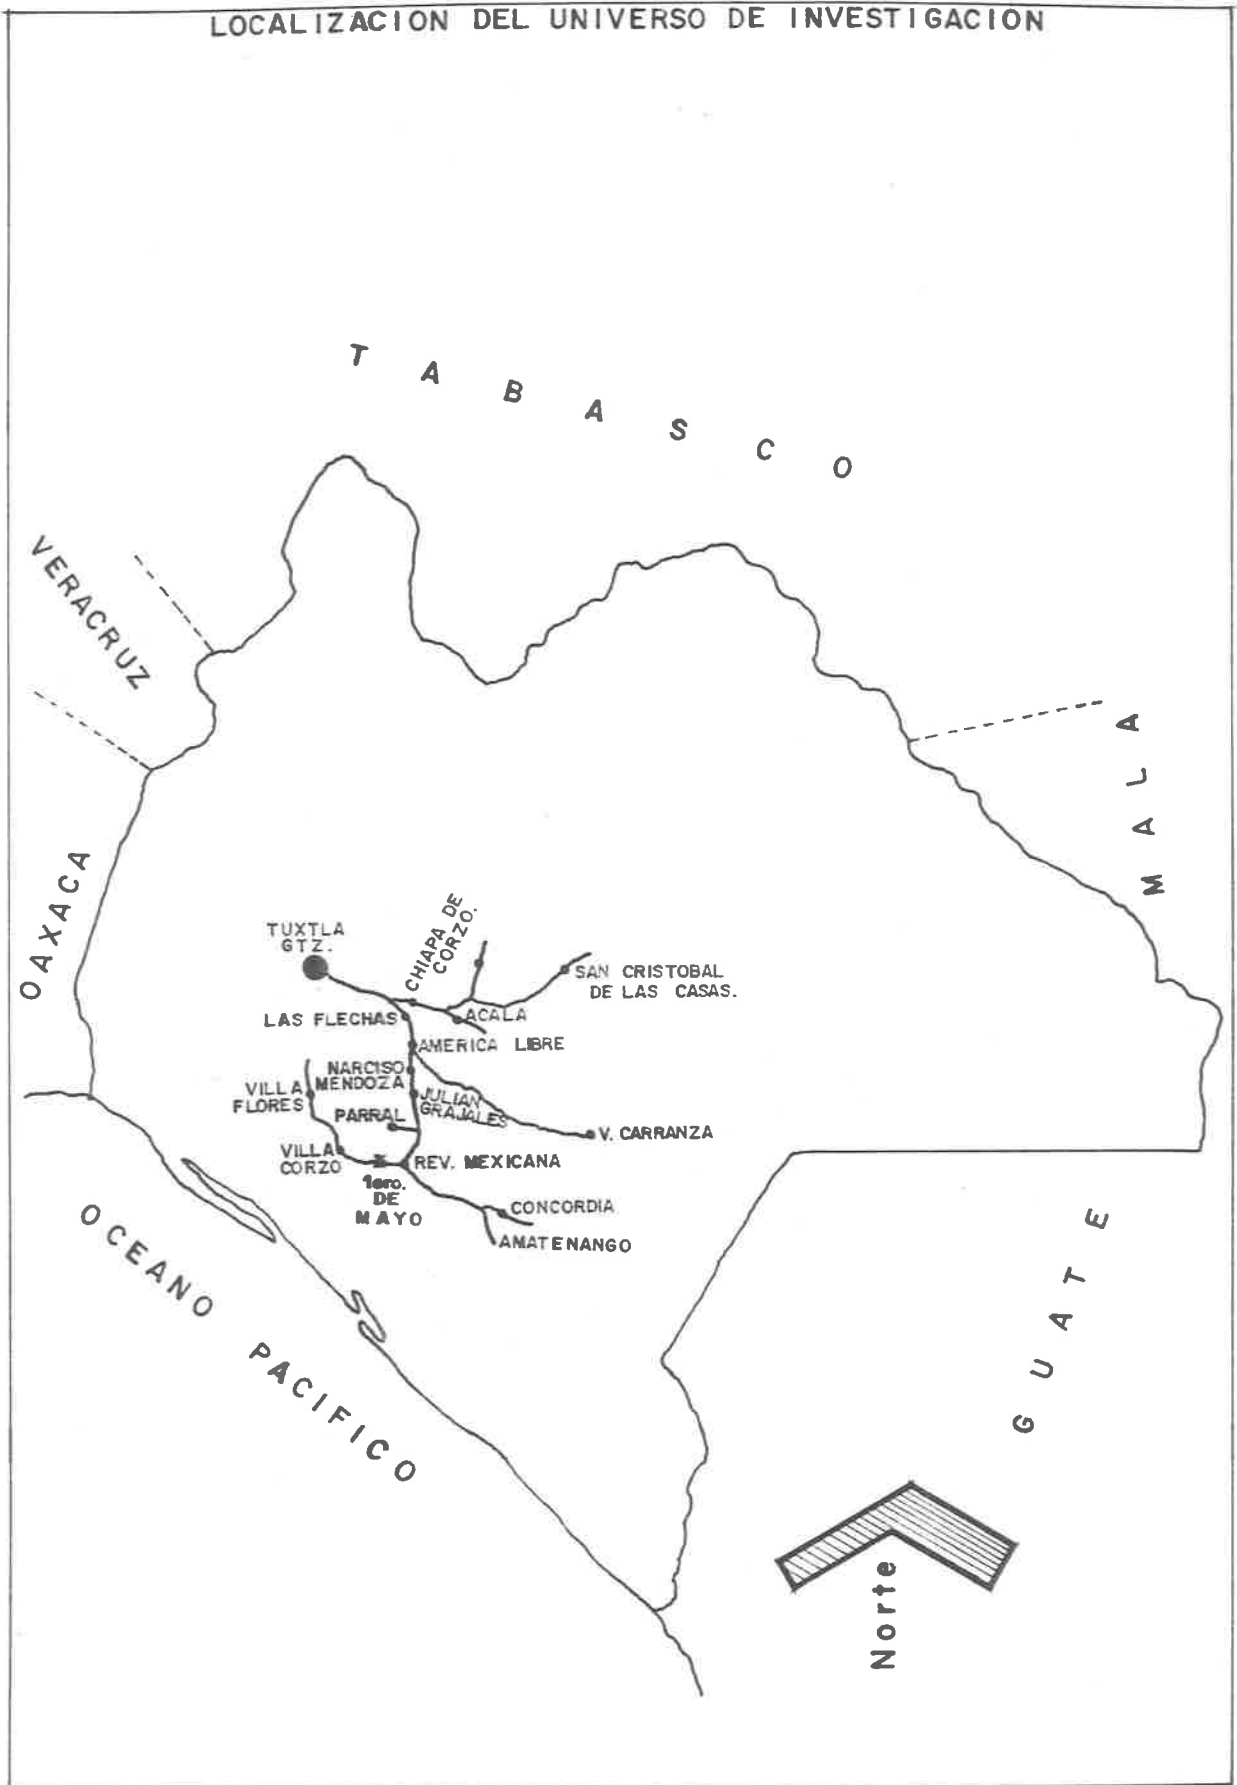 LOCALIZACION DEL UNIVERSO DE INVESTIGACION
TABASCO
VERACRUZ
OAXACA
GUATE
MALA
TUXTLA
GTZ.
CHIAPA DE
CORZO.
SAN CRISTOBAL
DE LAS CASAS.
LAS FLECHAS
ACALA
AMERICA LIBRE
NARCISO
MENDOZA
VILLA
FLORES
JULIAN
GRAJALES
PARRAL
V. CARRANZA
VILLA
CORZO
REV. MEXICANA
1ero.
DE
MAYO
CONCORDIA
AMATENANGO
OCEANO PACIFICO
Norte